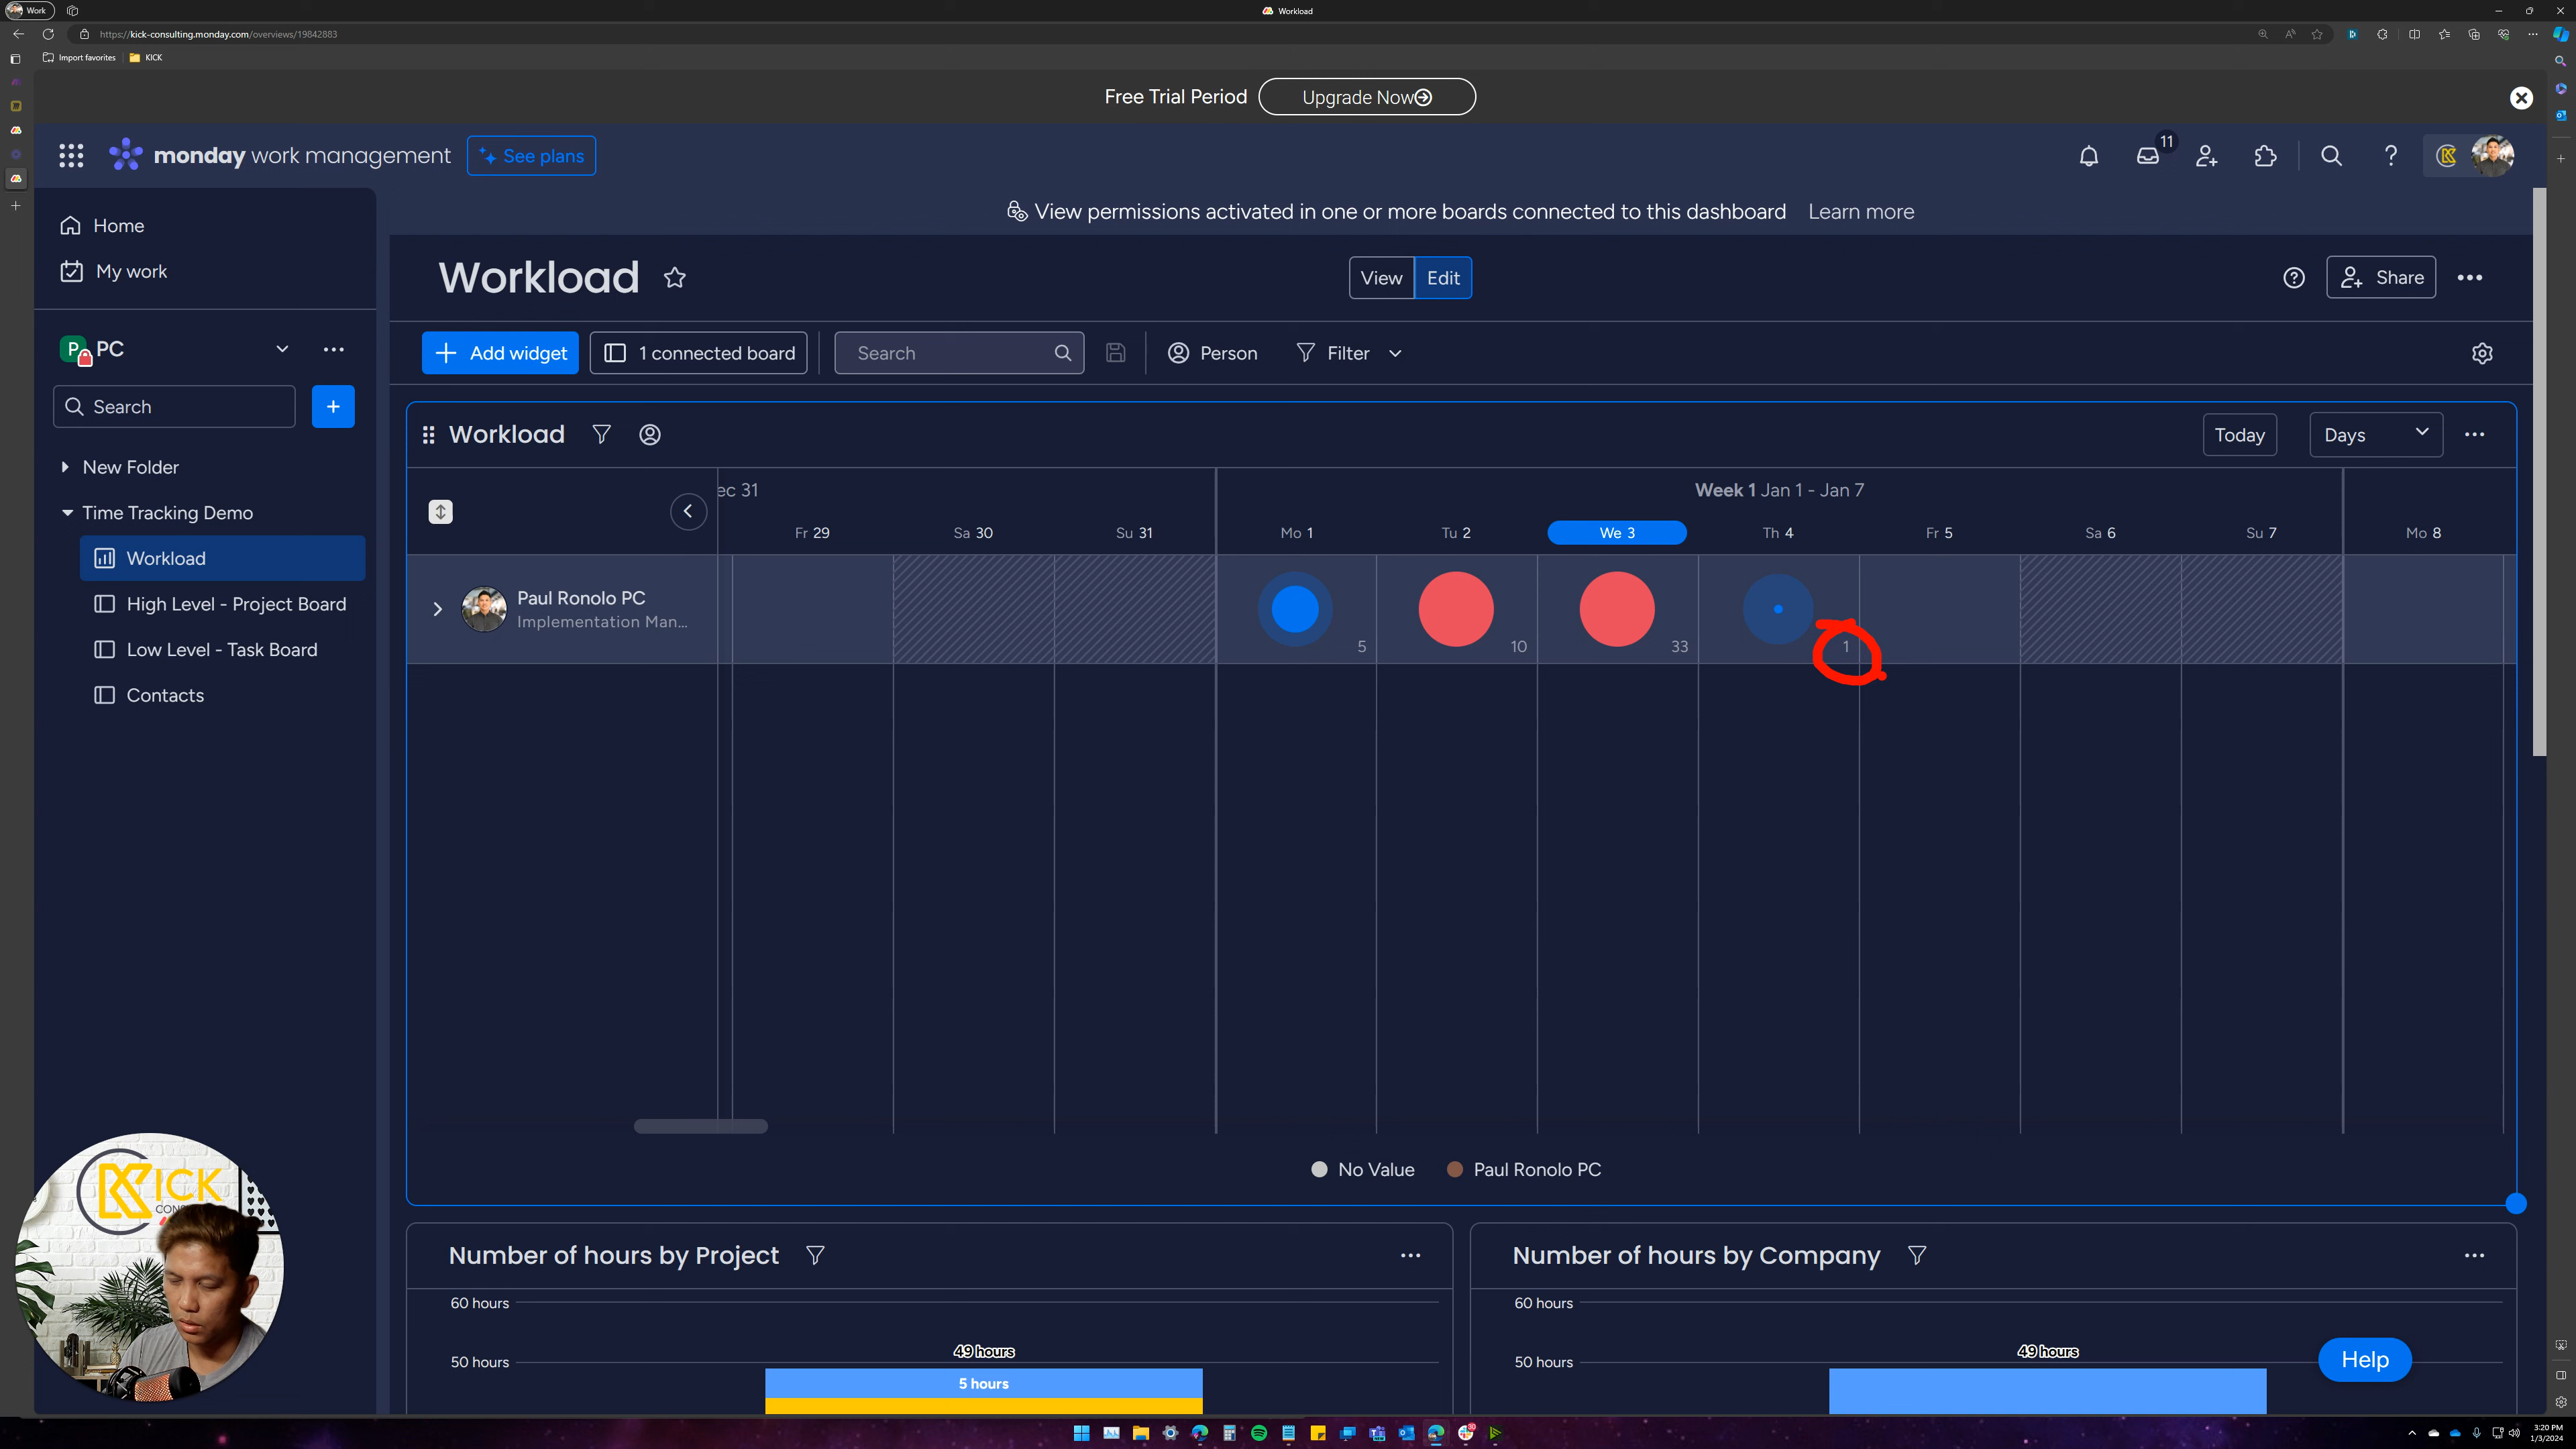 Work
Workload
https://kick-consulting.monday.com/overviews/19842883
Import favorites
KICK
Free Trial Period
Upgrade Now
monday work management
See plans
11
View permissions activated in one or more boards connected to this dashboard Learn more
Home
My work
Workload
View
Edit
Share
P
PC
Add widget
1 connected board
Search
Person
Filter
Search
Workload
Today
Days
New Folder
Time Tracking Demo
Workload
High Level - Project Board
Low Level - Task Board
Contacts
ec 31
Week 1 Jan 1 - Jan 7
Fr 29
Sa 30
Su 31
Mo 1
Tu 2
We 3
Th 4
Fr 5
Sa 6
Su 7
Mo 8
Paul Ronolo PC
Implementation Man...
5
10
33
1
No Value
Paul Ronolo PC
KICK
Number of hours by Project
60 hours
50 hours
49 hours
5 hours
Number of hours by Company
60 hours
50 hours
49 hours
Help
3:20 PM
1/3/2024